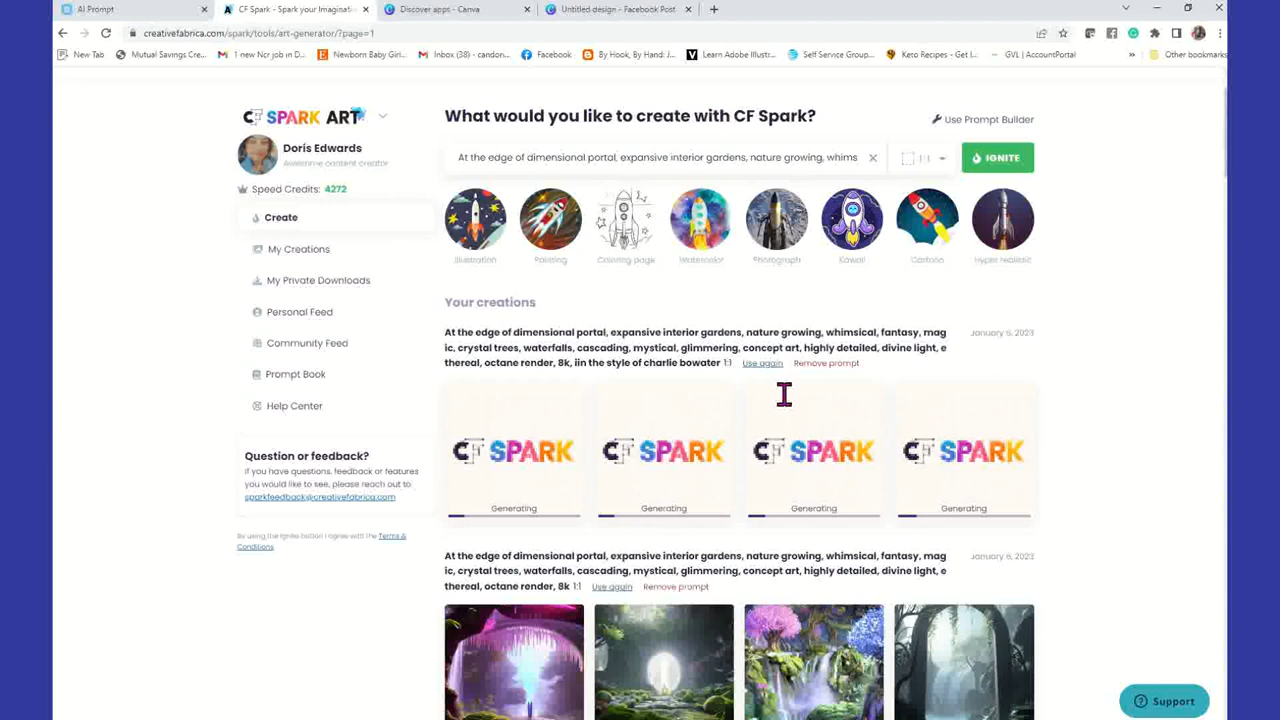 AI Prompt
CF Spark - Spark your Imaginati
Discover apps - Canva
Untitled design - Facebook Post
creativefabrica.com/spark/tools/art-generator/?page=1
New Tab
Mutual Savings Cre...
1 new Ncr job in D...
Newborn Baby Girl...
Inbox (38) - candon...
Facebook
By Hook, By Hand: J...
Learn Adobe Illustr...
Self Service Group...
Keto Recipes - Get I...
GVL | AccountPortal
»
Other bookmarks
CF SPARK ART
What would you like to create with CF Spark?
Use Prompt Builder
Doris Edwards
Awesome content creator
At the edge of dimensional portal, expansive interior gardens, nature growing, whims
1:1
IGNITE
Speed Credits: 4272
Create
My Creations
My Private Downloads
Personal Feed
Community Feed
Prompt Book
Help Center
Illustration
Painting
Coloring page
Watercolor
Photograph
Kawaii
Cartoon
Hyper realistic
Your creations
At the edge of dimensional portal, expansive interior gardens, nature growing, whimsical, fantasy, mag
ic, crystal trees, waterfalls, cascading, mystical, glimmering, concept art, highly detailed, divine light, e
thereal, octane render, 8k, iin the style of charlie bowater 1:1 Use again Remove prompt
January 6, 2023
CF SPARK
CF SPARK
CF SPARK
CF SPARK
Generating
Generating
Generating
Generating
Question or feedback?
If you have questions, feedback or features
you would like to see, please reach out to
sparkfeedback@creativefabrica.com
By using the Ignite button I agree with the Terms &
Conditions.
At the edge of dimensional portal, expansive interior gardens, nature growing, whimsical, fantasy, mag
ic, crystal trees, waterfalls, cascading, mystical, glimmering, concept art, highly detailed, divine light, e
thereal, octane render, 8k 1:1 Use again Remove prompt
January 6, 2023
Support